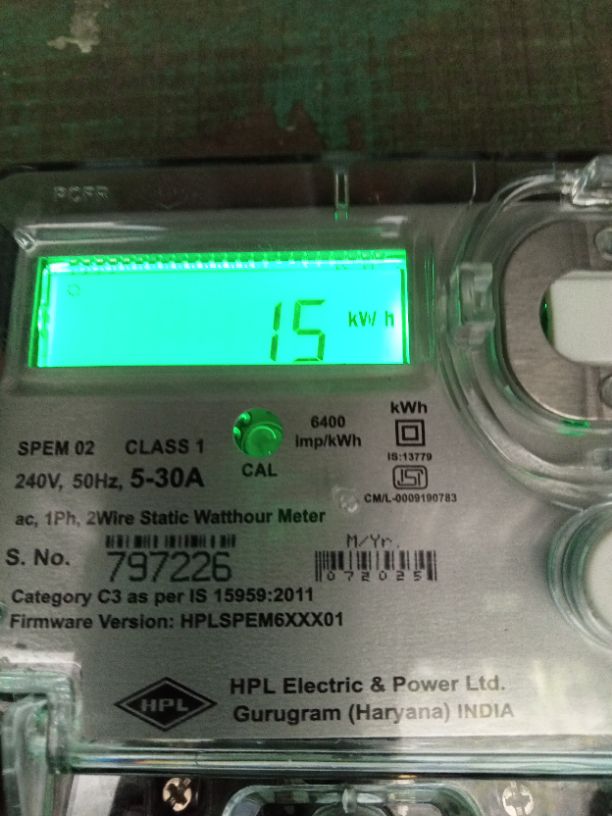 15 kW h
6400
Imp/kWh
kWh
IS:13779
CM/L-0009190783
CAL
SPEM 02 CLASS 1
240V, 50Hz, 5-30A
ac, 1Ph, 2Wire Static Watthour Meter
M/Yr.
S. No. 797226
072025
Category C3 as per IS 15959:2011
Firmware Version: HPLSPEM6XXX01
HPL
HPL Electric & Power Ltd.
Gurugram (Haryana) INDIA